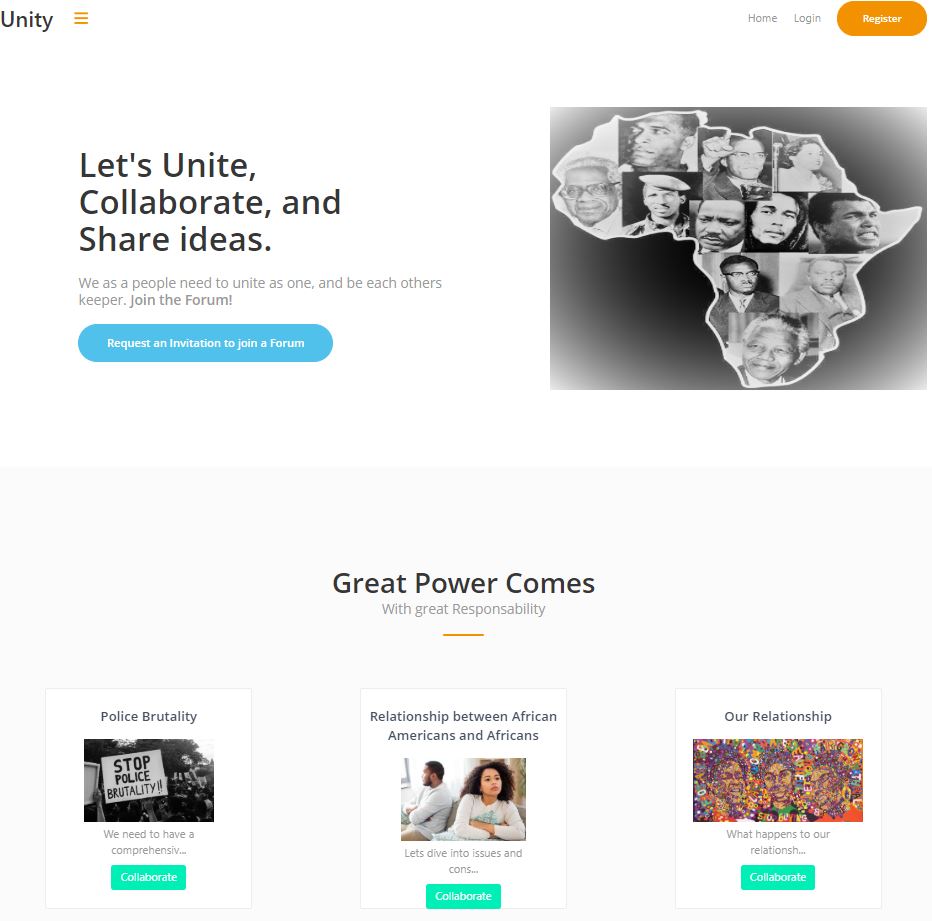 Unity
Home
Login
Register
Let's Unite,
Collaborate, and
Share ideas.
We as a people need to unite as one, and be each others
keeper. Join the Forum!
Request an Invitation to join a Forum
Great Power Comes
With great Responsability
Police Brutality
STOP
POLICE
BRUTALITY!!
We need to have a
comprehensiv...
Collaborate
Relationship between African
Americans and Africans
Lets dive into issues and
cons...
Collaborate
Our Relationship
What happens to our
relationsh...
Collaborate